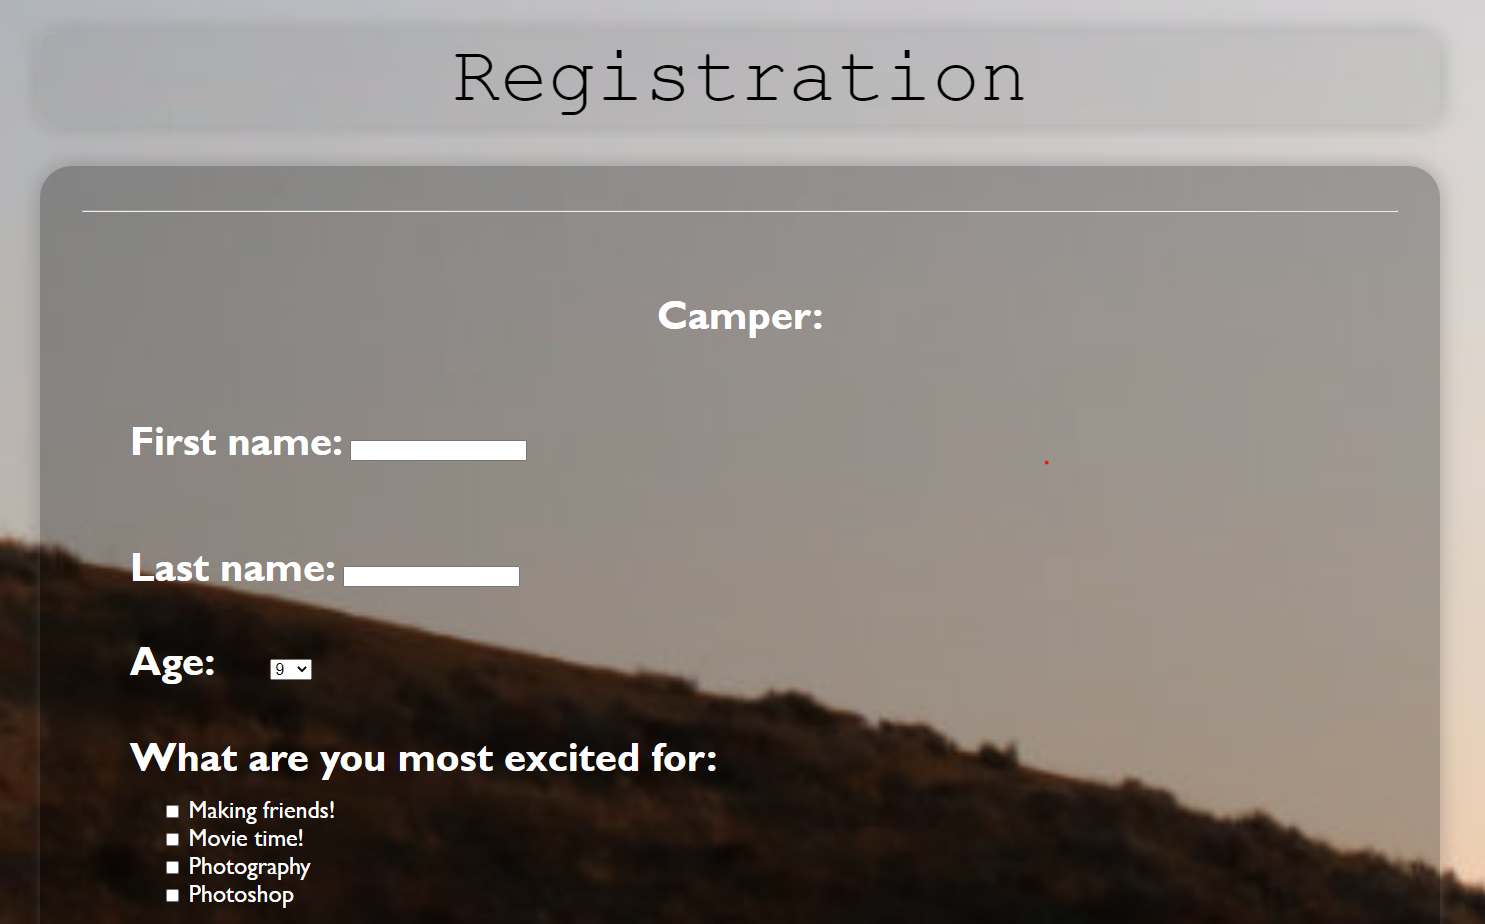 Registration
Camper:
First name:
Last name:
Age: 9
What are you most excited for:
Making friends!
Movie time!
Photography
Photoshop